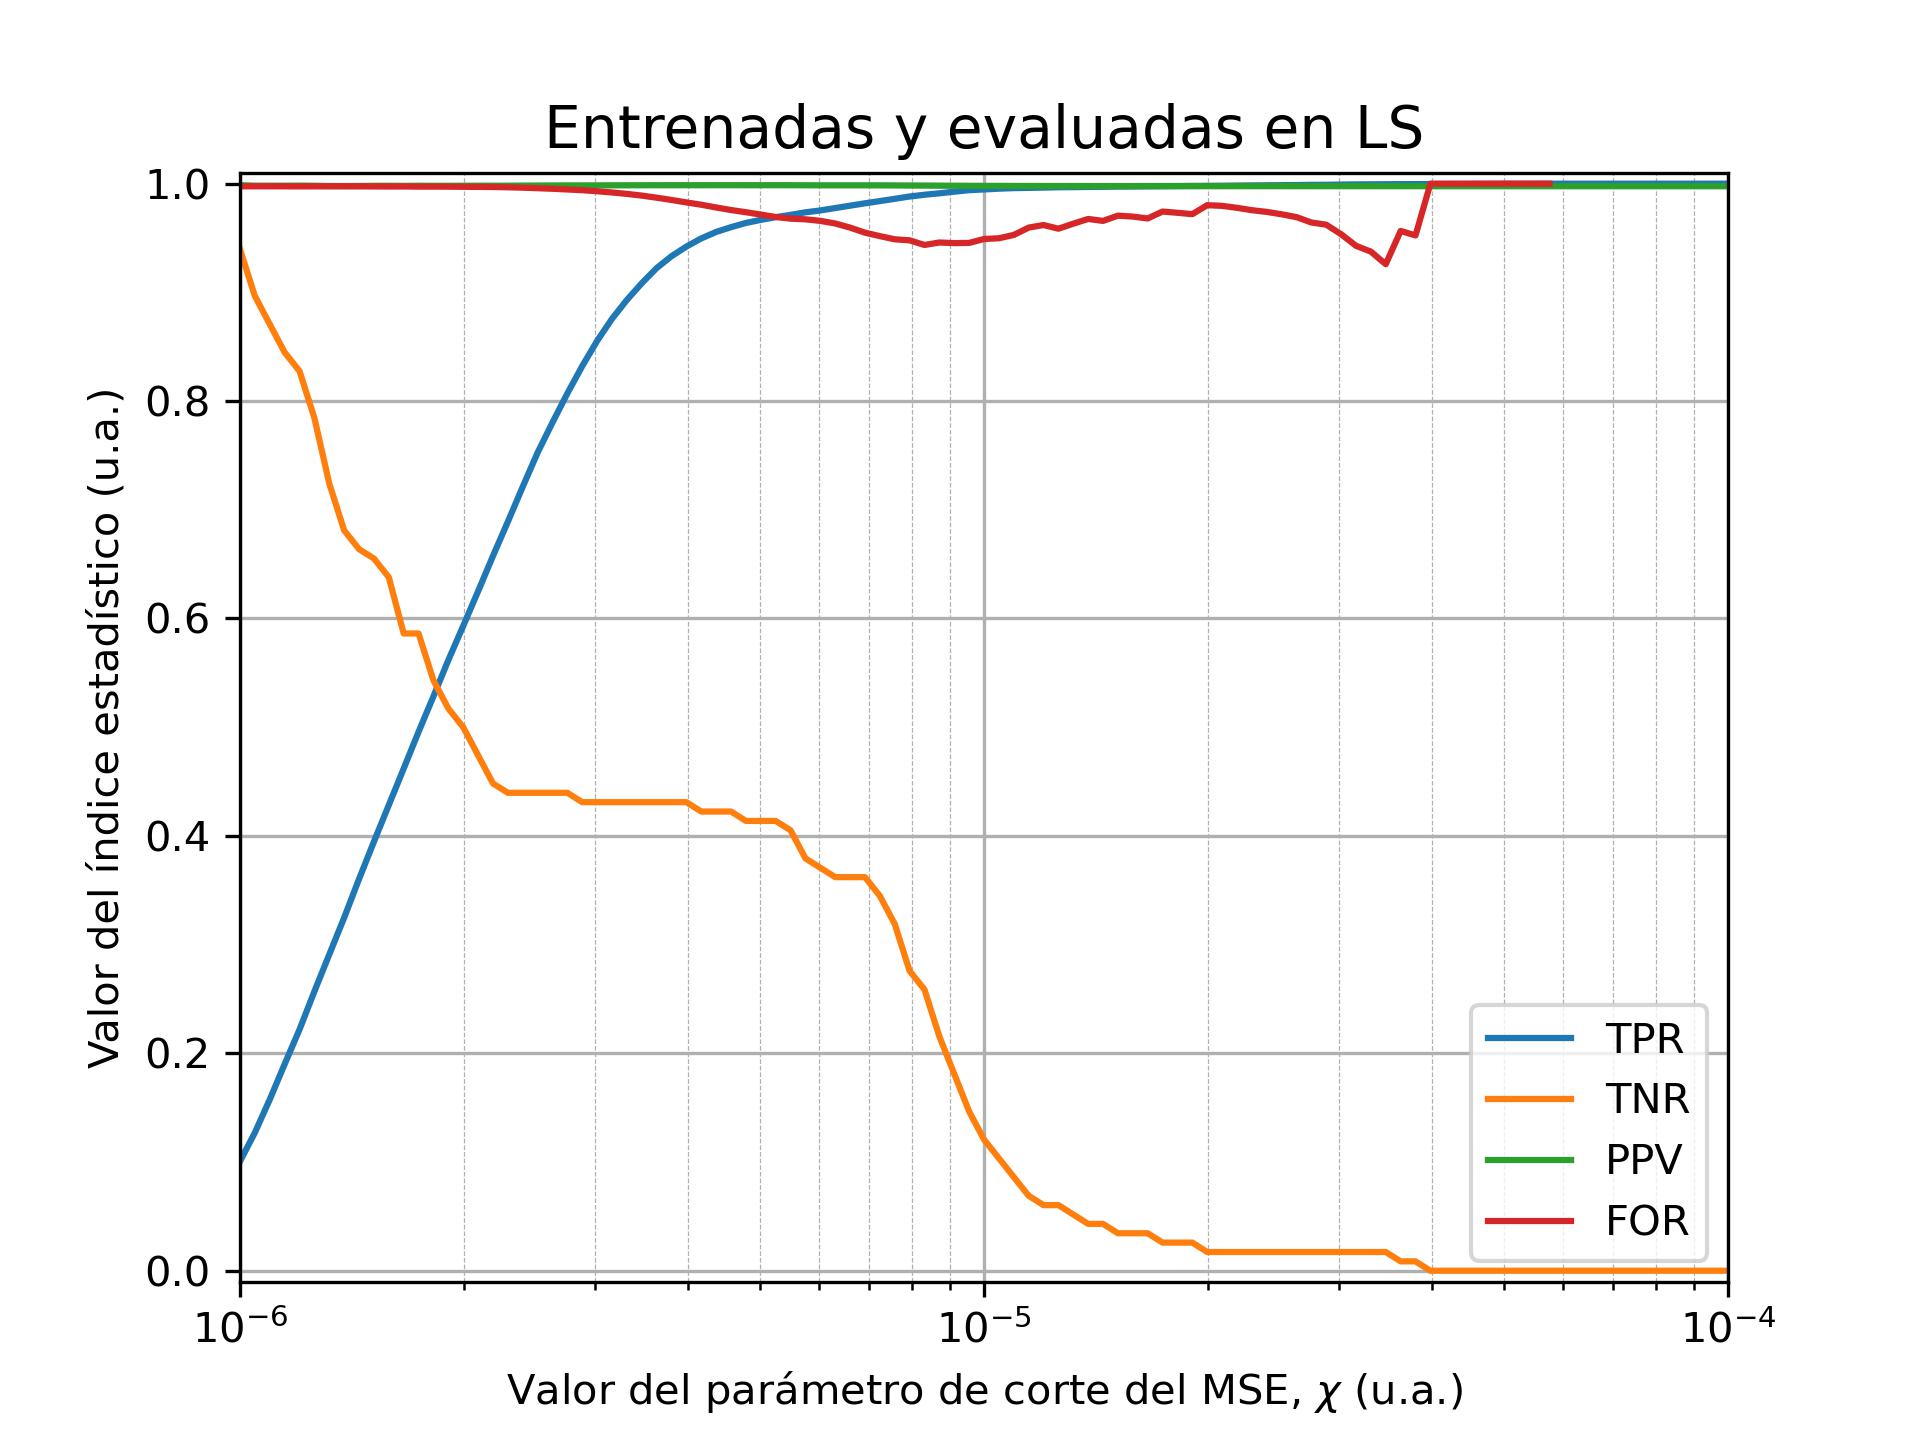 Entrenadas y evaluadas en LS
Valor del índice estadístico (u.a.)
1.0
0.8
0.6
0.4
0.2
0.0
TPR
TNR
PPV
FOR
10⁻⁶
10⁻⁵
10⁻⁴
Valor del parámetro de corte del MSE, χ (u.a.)